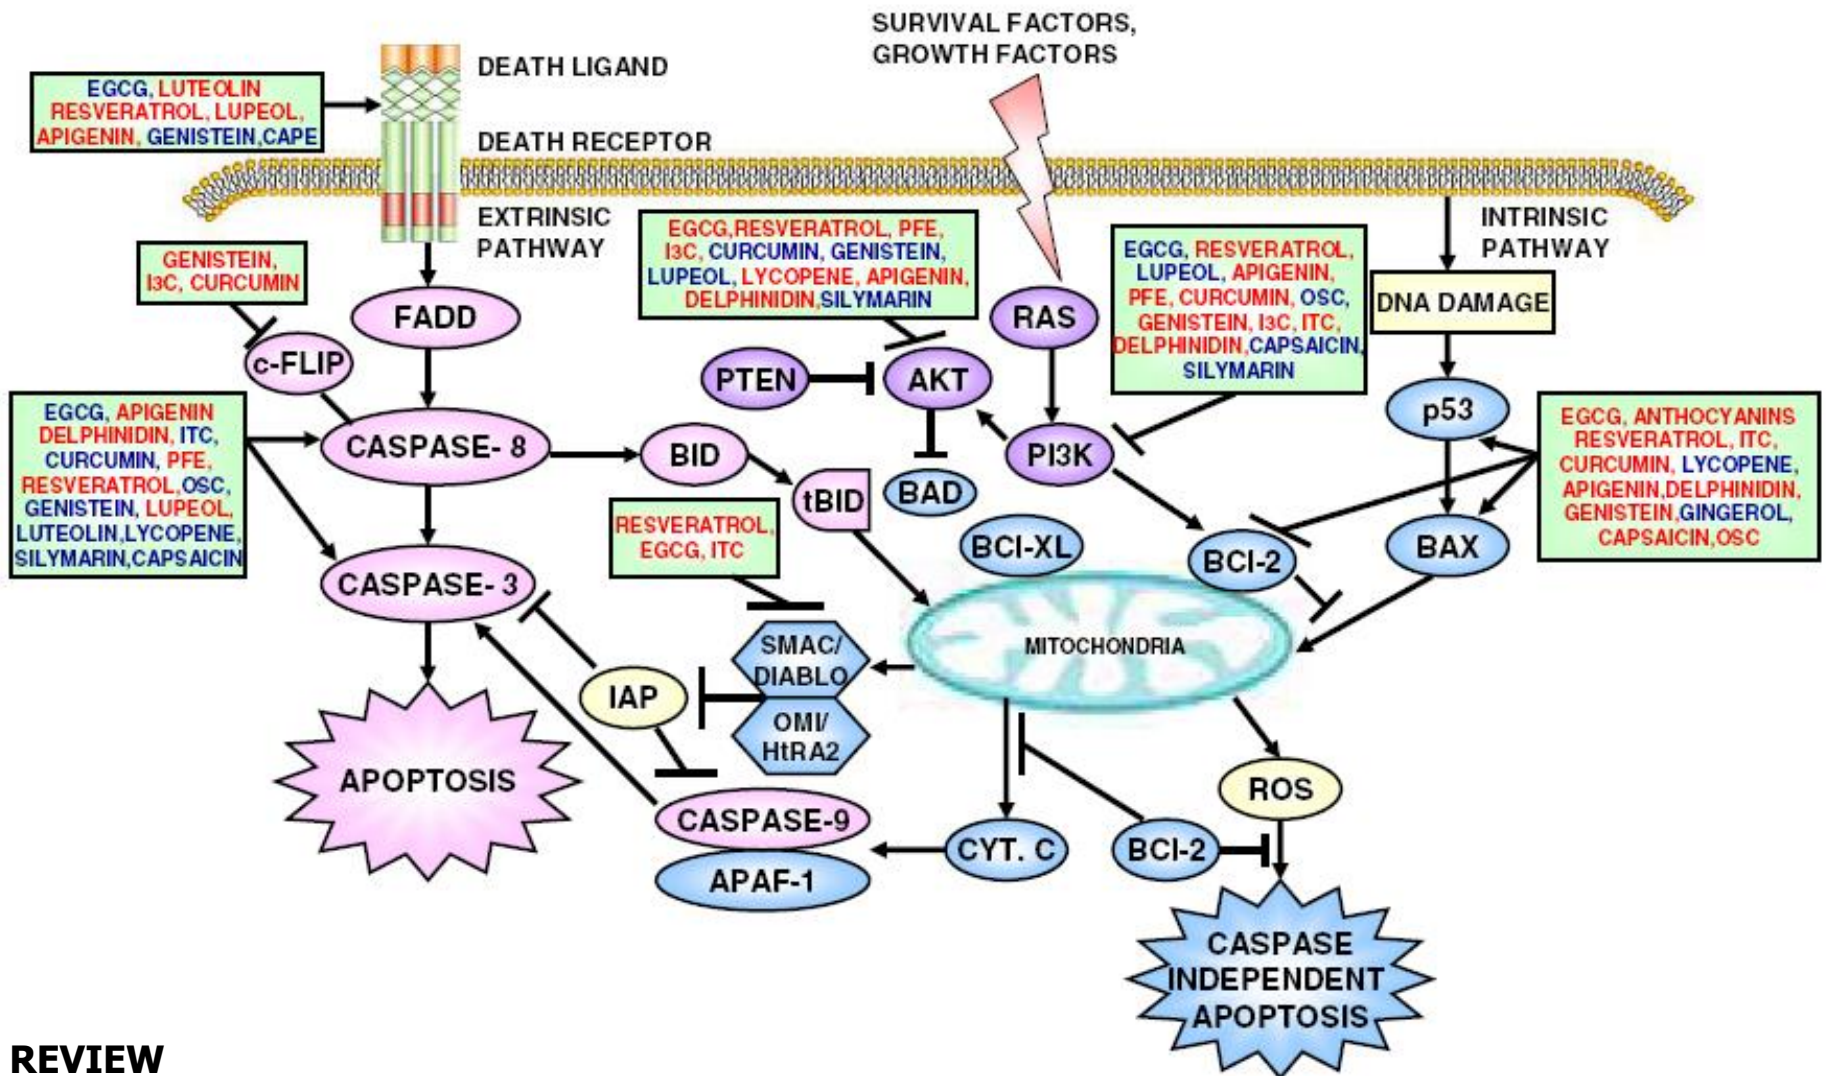 SURVIVAL FACTORS,
GROWTH FACTORS
DEATH LIGAND
EGCG, LUTEOLIN
RESVERATROL, LUPEOL,
APIGENIN, GENISTEIN,CAPE
DEATH RECEPTOR
EXTRINSIC
PATHWAY
INTRINSIC
PATHWAY
GENISTEIN,
I3C, CURCUMIN
EGCG,RESVERATROL, PFE,
I3C, CURCUMIN, GENISTEIN,
LUPEOL, LYCOPENE, APIGENIN,
DELPHINIDIN,SILYMARIN
EGCG, RESVERATROL,
LUPEOL, APIGENIN,
PFE, CURCUMIN, OSC,
GENISTEIN, I3C, ITC,
DELPHINIDIN,CAPSAICIN,
SILYMARIN
DNA DAMAGE
FADD
RAS
c-FLIP
PTEN
AKT
p53
EGCG, APIGENIN
DELPHINIDIN, ITC,
CURCUMIN, PFE,
RESVERATROL,OSC,
GENISTEIN, LUPEOL,
LUTEOLIN,LYCOPENE,
SILYMARIN,CAPSAICIN
CASPASE- 8
BID
PI3K
EGCG, ANTHOCYANINS
RESVERATROL, ITC,
CURCUMIN, LYCOPENE,
APIGENIN,DELPHINIDIN,
GENISTEIN,GINGEROL,
CAPSAICIN,OSC
tBID
BAD
RESVERATROL,
EGCG, ITC
BCl-XL
BCl-2
BAX
CASPASE- 3
MITOCHONDRIA
SMAC/
DIABLO
IAP
OMI/
HtRA2
APOPTOSIS
ROS
CASPASE-9
CYT. C
BCl-2
APAF-1
CASPASE
INDEPENDENT
APOPTOSIS
REVIEW